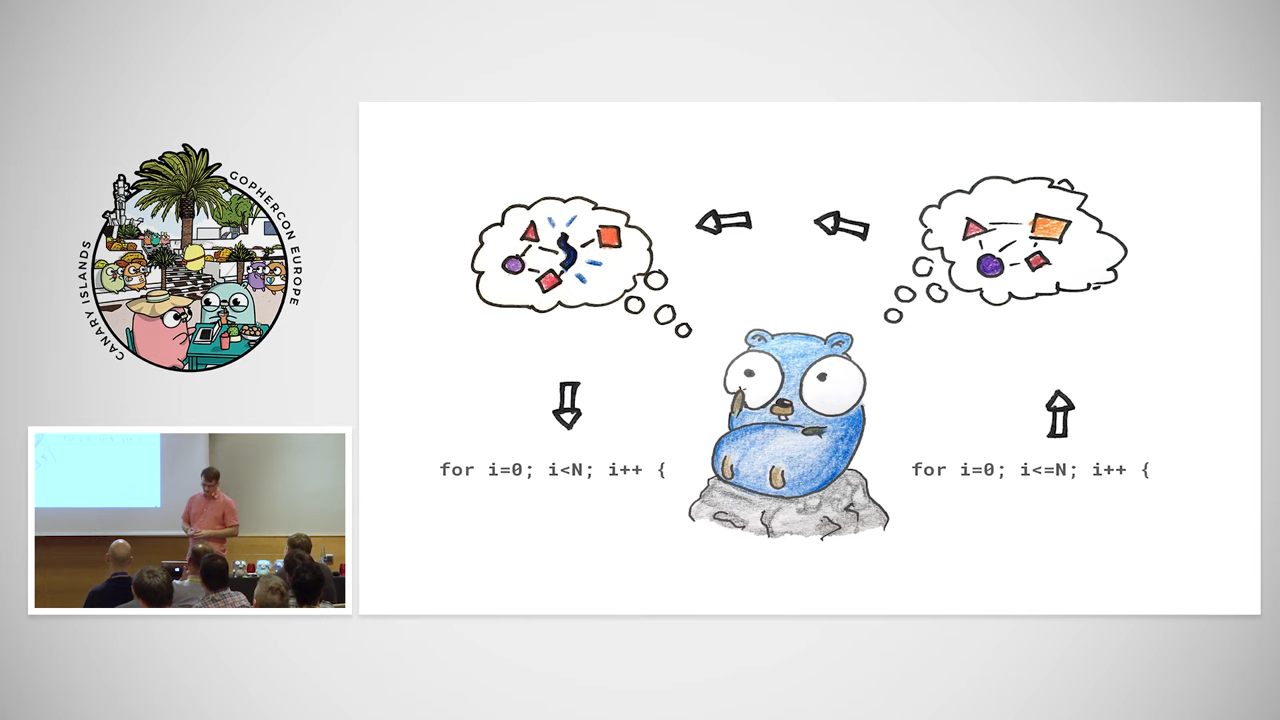 GOPHERCON EUROPE
CANARY ISLANDS
for i=0; i<N; i++ {
for i=0; i<=N; i++ {